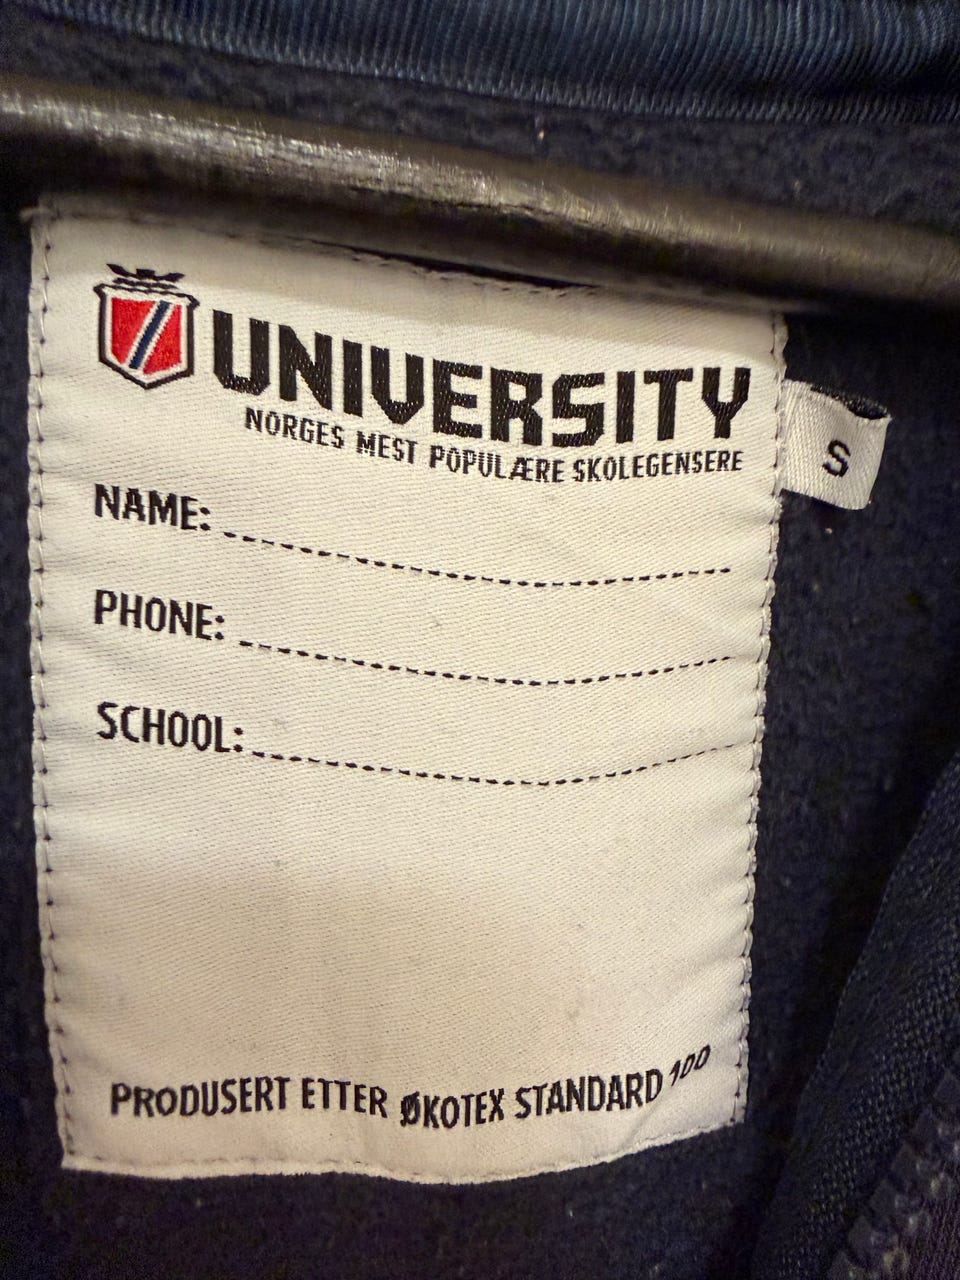 UNIVERSITY
NORGES MEST POPULÆRE SKOLEGENSERE
S
NAME:
PHONE:
SCHOOL:
PRODUSERT ETTER ØKOTEX STANDARD 100